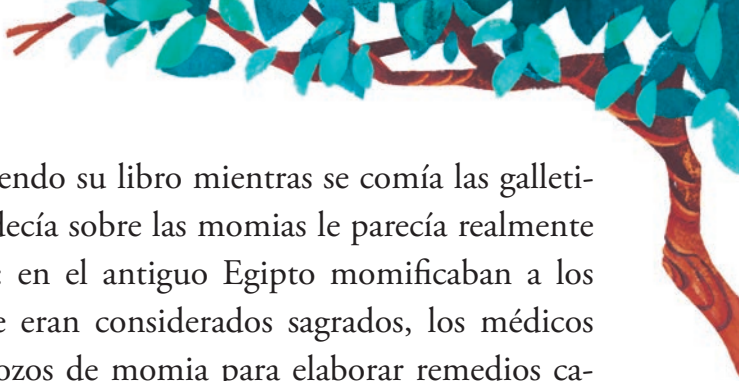 endo su libro mientras se comía las galleti-
decía sobre las momias le parecía realmente
en el antiguo Egipto momificaban a los
eran considerados sagrados, los médicos
ozos de momia para elaborar remedios ca-